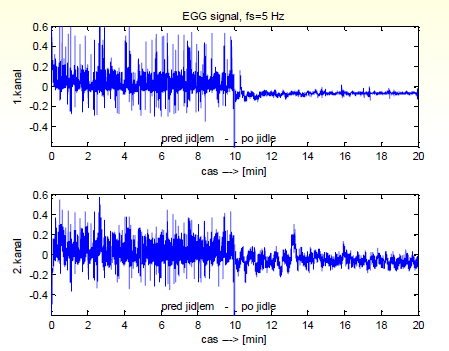 EGG signal, fs=5 Hz
0.6
0.4
0.2
0
-0.2
-0.4
1.kanal
pred jidlem - po jidle
0 2 4 6 8 10 12 14 16 18 20
cas ---> [min]
0.6
0.4
0.2
0
-0.2
-0.4
2.kanal
pred jidlem - po jidle
0 2 4 6 8 10 12 14 16 18 20
cas ---> [min]